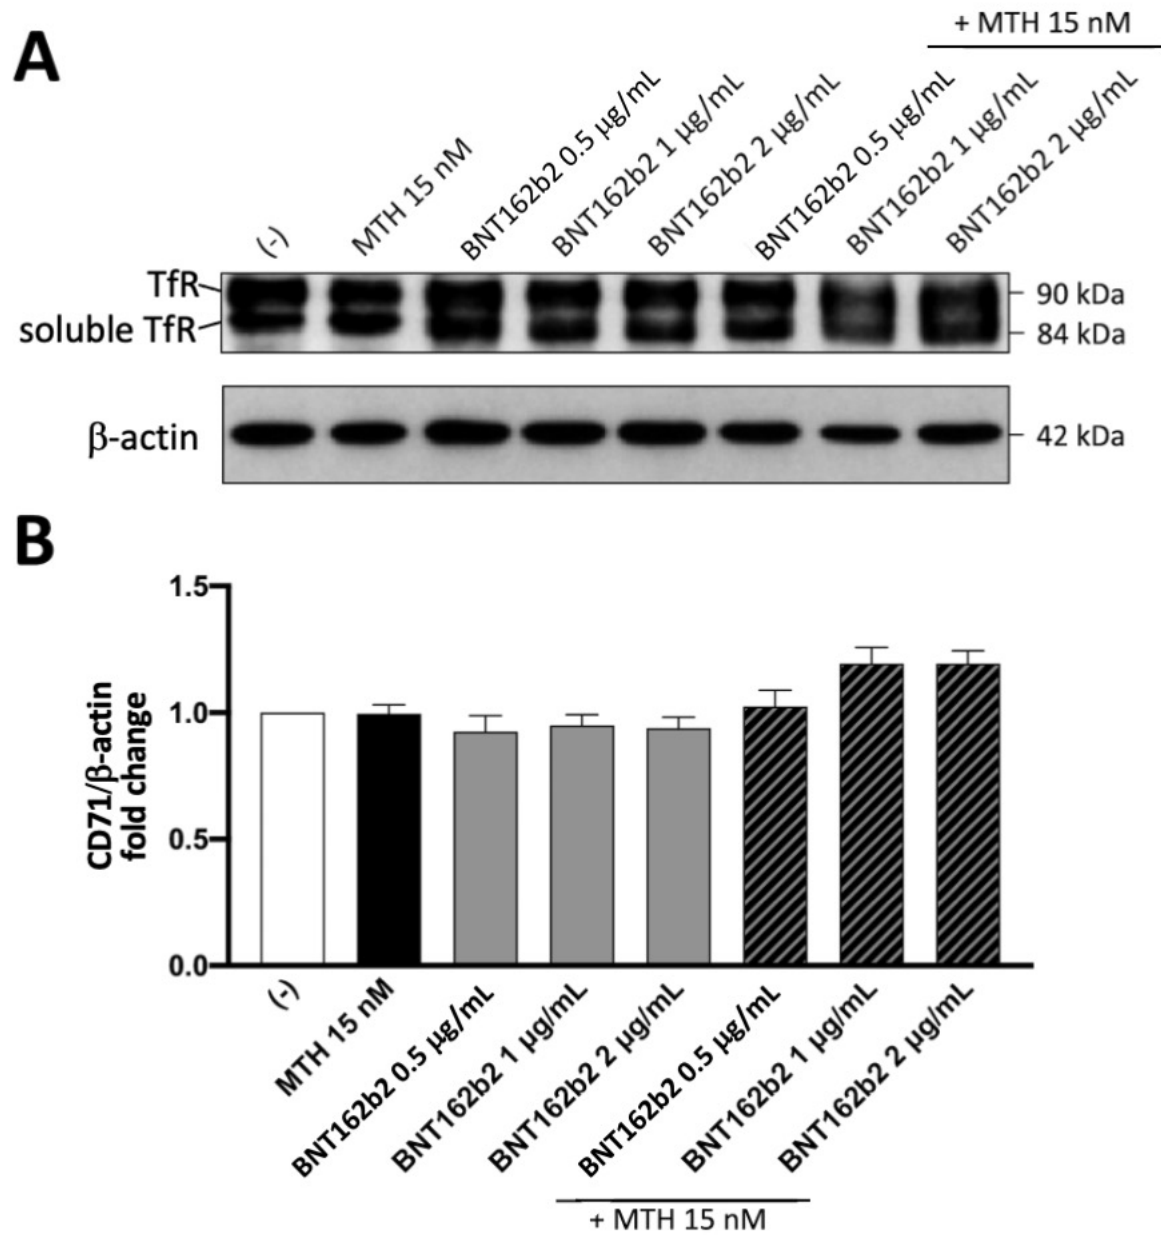 A
+ MTH 15 nM
(-)
MTH 15 nM
BNT162b2 0.5 µg/mL
BNT162b2 1 µg/mL
BNT162b2 2 µg/mL
BNT162b2 0.5 µg/mL
BNT162b2 1 µg/mL
BNT162b2 2 µg/mL
TfR
90 kDa
soluble TfR
84 kDa
β-actin
42 kDa
B
CD71/β-actin
fold change
1.5
1.0
0.5
0.0
(-)
MTH 15 nM
BNT162b2 0.5 µg/mL
BNT162b2 1 µg/mL
BNT162b2 2 µg/mL
BNT162b2 0.5 µg/mL
BNT162b2 1 µg/mL
BNT162b2 2 µg/mL
+ MTH 15 nM